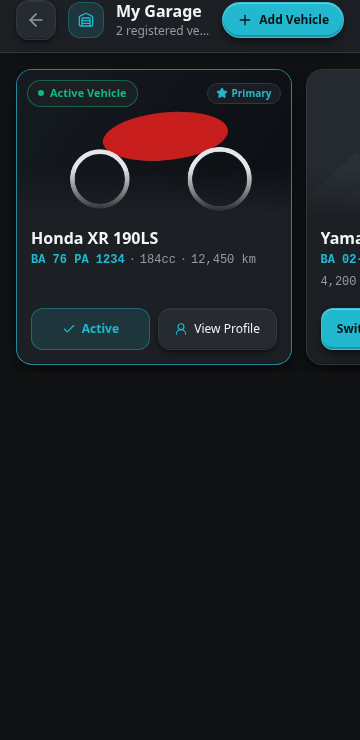 My Garage
2 registered ve...
Add Vehicle
Active Vehicle
Primary
Honda XR 190LS
BA 76 PA 1234 · 184cc · 12,450 km
Active
View Profile
Yama
BA 02-
4,200
Swit